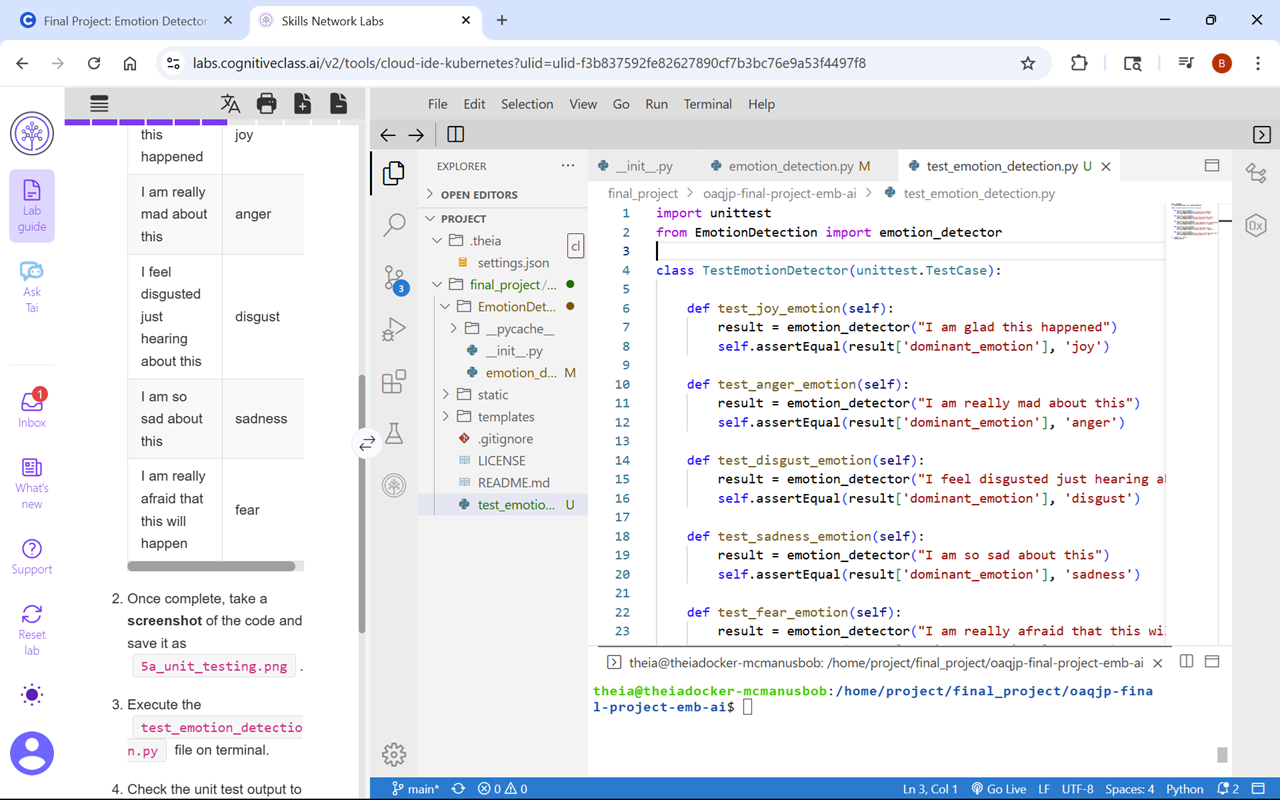 Final Project: Emotion Detector
Skills Network Labs
labs.cognitiveclass.ai/v2/tools/cloud-ide-kubernetes?ulid=ulid-f3b837592fe82627890cf7b3bc76e9a53f4497f8
B
Lab
guide
Ask
Tai
1
Inbox
What's
new
Support
Reset
lab
this
happened
joy
I am really
mad about
this
anger
I feel
disgusted
just
hearing
about this
disgust
I am so
sad about
this
sadness
I am really
afraid that
this will
happen
fear
2. Once complete, take a
screenshot of the code and
save it as
5a_unit_testing.png .
3. Execute the
test_emotion_detectio
n.py file on terminal.
4. Check the unit test output to
File Edit Selection View Go Run Terminal Help
3
EXPLORER
OPEN EDITORS
PROJECT
.theia
cl
settings.json
final_project/...
EmotionDet...
__pycache__
__init__.py
emotion_d... M
static
templates
.gitignore
LICENSE
README.md
test_emotio... U
__init__.py
emotion_detection.py M
test_emotion_detection.py U
final_project > oaqjp-final-project-emb-ai > test_emotion_detection.py
1 import unittest
2 from EmotionDetection import emotion_detector
3
4 class TestEmotionDetector(unittest.TestCase):
5
6 def test_joy_emotion(self):
7 result = emotion_detector("I am glad this happened")
8 self.assertEqual(result['dominant_emotion'], 'joy')
9
10 def test_anger_emotion(self):
11 result = emotion_detector("I am really mad about this")
12 self.assertEqual(result['dominant_emotion'], 'anger')
13
14 def test_disgust_emotion(self):
15 result = emotion_detector("I feel disgusted just hearing a
16 self.assertEqual(result['dominant_emotion'], 'disgust')
17
18 def test_sadness_emotion(self):
19 result = emotion_detector("I am so sad about this")
20 self.assertEqual(result['dominant_emotion'], 'sadness')
21
22 def test_fear_emotion(self):
23 result = emotion_detector("I am really afraid that this wi
theia@theiadocker-mcmanusbob: /home/project/final_project/oaqjp-final-project-emb-ai
theia@theiadocker-mcmanusbob:/home/project/final_project/oaqjp-fina
l-project-emb-ai$
main* 0 0 Ln 3, Col 1 Go Live LF UTF-8 Spaces: 4 Python 2